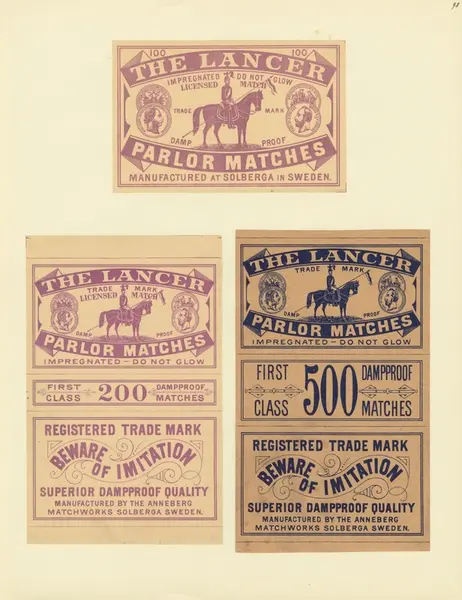 100 100
THE LANCER
IMPREGNATED DO NOT GLOW
LICENSED MATCH
TRADE MARK
DAMP PROOF
PARLOR MATCHES
MANUFACTURED AT SOLBERGA IN SWEDEN.
THE LANCER
TRADE MARK
LICENSED MATCH
DAMP PROOF
PARLOR MATCHES
IMPREGNATED – DO NOT GLOW
FIRST CLASS 200 DAMPPROOF MATCHES
REGISTERED TRADE MARK
BEWARE
OF IMITATION
SUPERIOR DAMPPROOF QUALITY
MANUFACTURED BY THE ANNEBERG
MATCHWORKS SOLBERGA SWEDEN.
THE LANCER
TRADE MARK
DAMP PROOF
PARLOR MATCHES
IMPREGNATED – DO NOT GLOW
FIRST CLASS 500 DAMPPROOF MATCHES
REGISTERED TRADE MARK
BEWARE
OF IMITATION
SUPERIOR DAMPPROOF QUALITY
MANUFACTURED BY THE ANNEBERG
MATCHWORKS SOLBERGA SWEDEN.